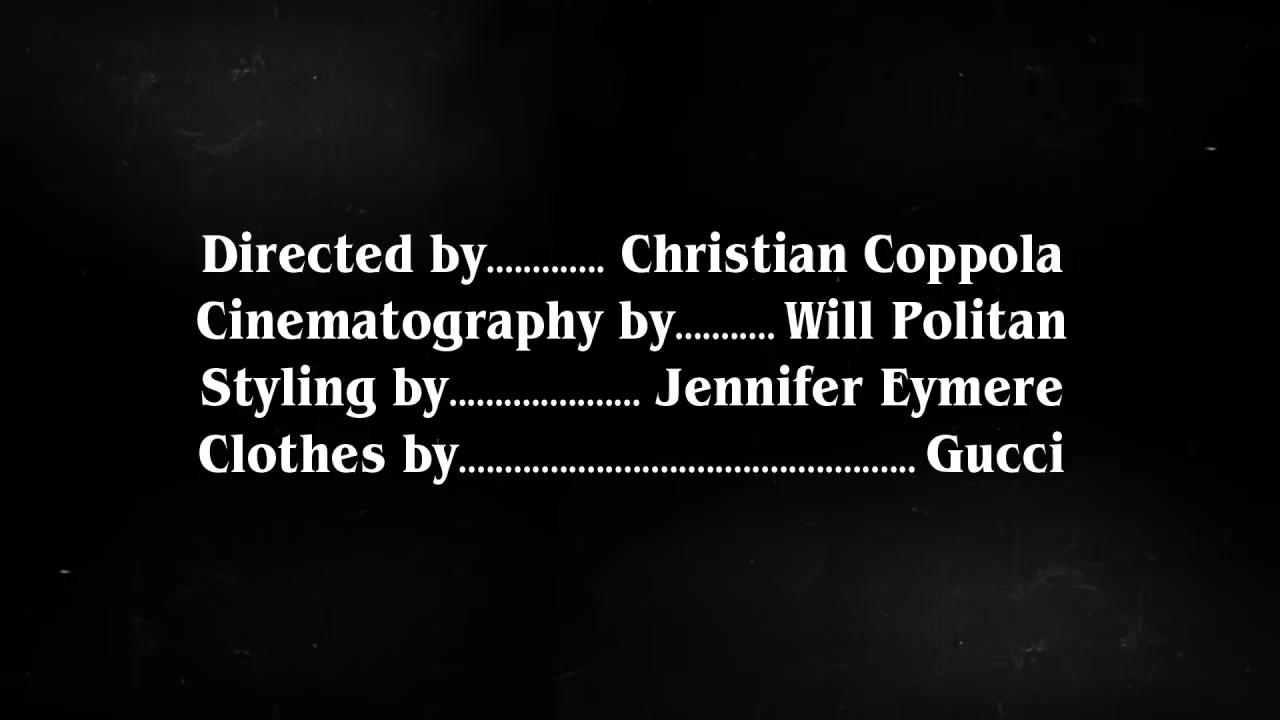 Directed by............. Christian Coppola
Cinematography by........... Will Politan
Styling by..................... Jennifer Eymere
Clothes by.................................................. Gucci